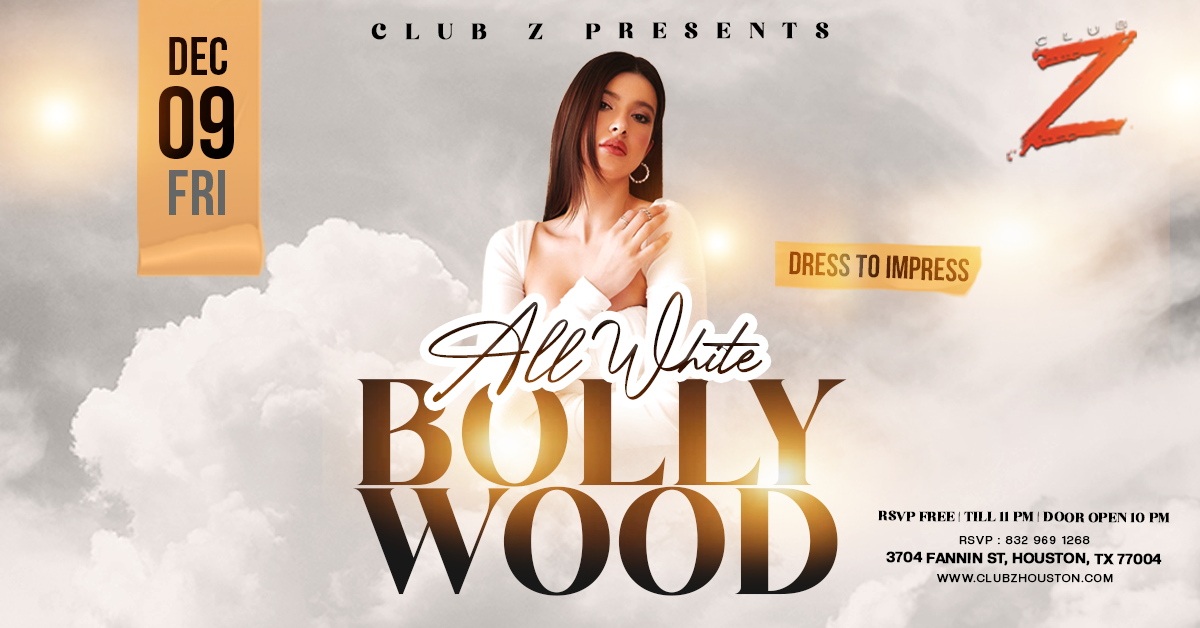 CLUB Z PRESENTS
DEC
09
FRI
CLUB
Z
DRESS TO IMPRESS
All White
BOLLY
WOOD
RSVP FREE | TILL 11 PM | DOOR OPEN 10 PM
RSVP : 832 969 1268
3704 FANNIN ST, HOUSTON, TX 77004
WWW.CLUBZHOUSTON.COM